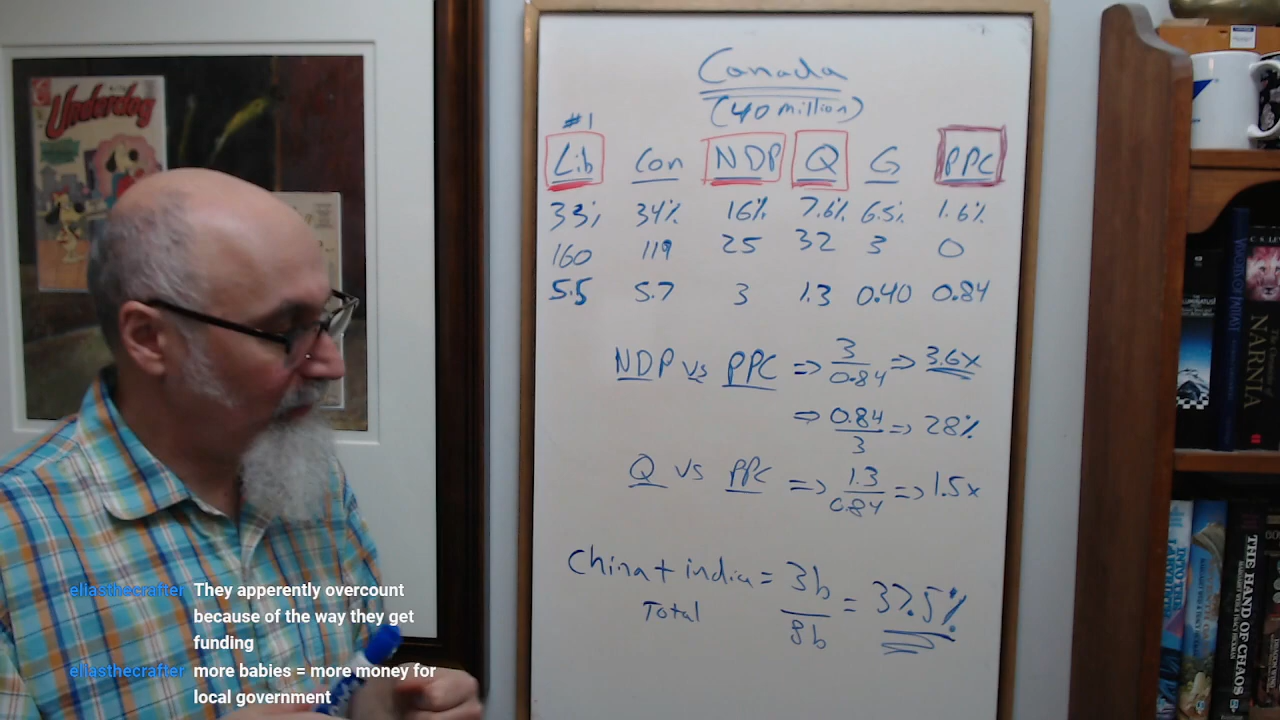 Underdog
Canada
(40 million)
#1
Lib Con NDP Q G PPC
33% 34% 16% 7.6% 6.5% 1.6%
160 119 25 32 3 0
5.5 5.7 3 1.3 0.40 0.84
NDP vs PPC => 3/0.84 => 3.6x
=> 0.84/3 => 28%
Q vs PPC => 1.3/0.84 => 1.5x
China + india = 3b/8b = 37.5%
Total
eliasthecrafter They apparently overcount
because of the way they get
funding
eliasthecrafter more babies = more money for
local government
NARNIA
THE HAND OF CHAOS